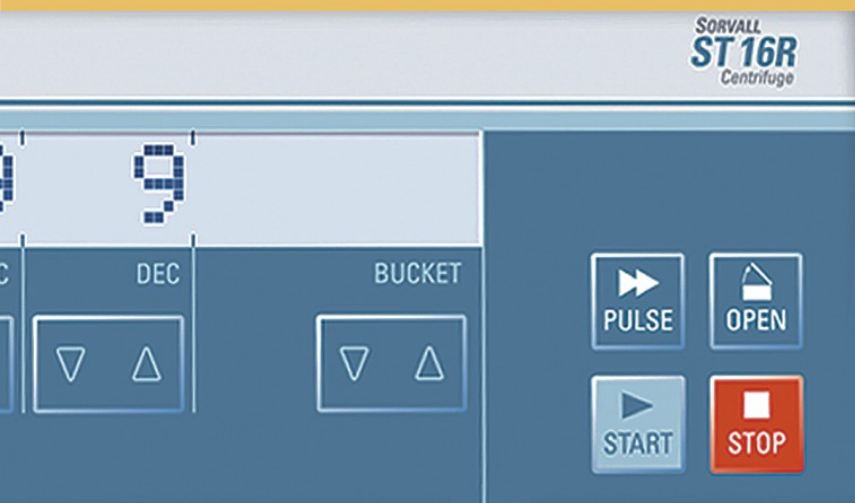 SORVALL
ST 16R
Centrifuge
9
DEC
BUCKET
PULSE
OPEN
START
STOP